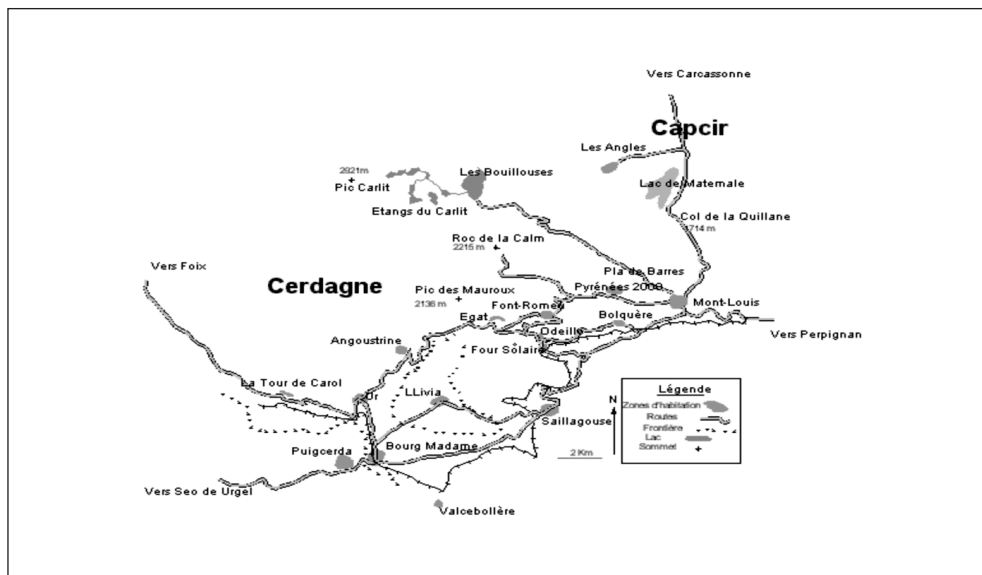 Vers Carcassonne
Capcir
Les Angles
2921m
Pic Carlit
Les Bouillouses
Lac de Matemale
Etangs du Carlit
Col de la Quillane
1714 m
Roc de la Calm
2215 m
Vers Foix
Pla de Barres
Cerdagne
Pic des Mauroux
2136 m
Pyrénées 2000
Font-Romeu
Mont-Louis
Egat
Bolquère
Odeillo
Vers Perpignan
Angoustrine
Four Solaire
La Tour de Carol
Ur
LLivia
Légende
Zones d'habitation
Routes
Frontière
Lac
Sommet
N
Saillagouse
2 Km
Puigcerda
Bourg Madame
Vers Seo de Urgel
Valcebollère